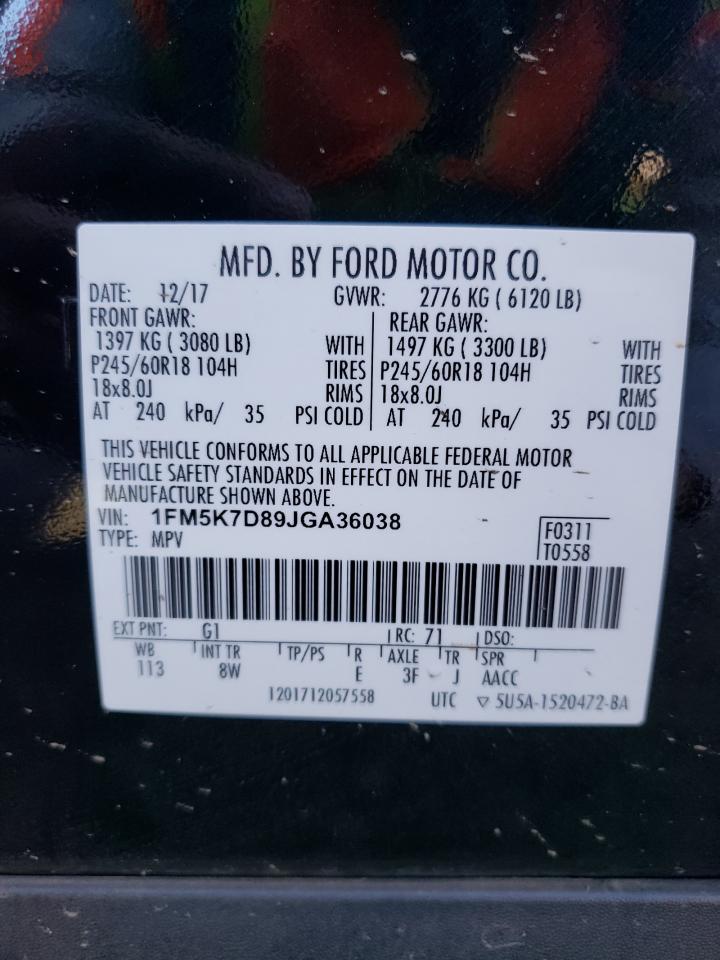 MFD. BY FORD MOTOR CO.
DATE: 12/17 GVWR: 2776 KG ( 6120 LB)
FRONT GAWR: REAR GAWR:
1397 KG ( 3080 LB) WITH 1497 KG ( 3300 LB) WITH
P245/60R18 104H TIRES P245/60R18 104H TIRES
18x8.0J RIMS 18x8.0J RIMS
AT 240 kPa/ 35 PSI COLD AT 240 kPa/ 35 PSI COLD
THIS VEHICLE CONFORMS TO ALL APPLICABLE FEDERAL MOTOR
VEHICLE SAFETY STANDARDS IN EFFECT ON THE DATE OF
MANUFACTURE SHOWN ABOVE.
VIN: 1FM5K7D89JGA36038 F0311
TYPE: MPV T0558
EXT PNT: G1 RC: 71 DSO:
WB INT TR TP/PS R AXLE TR SPR
113 8W E 3F J AACC
1201712057558 UTC ▽ 5U5A-1520472-BA